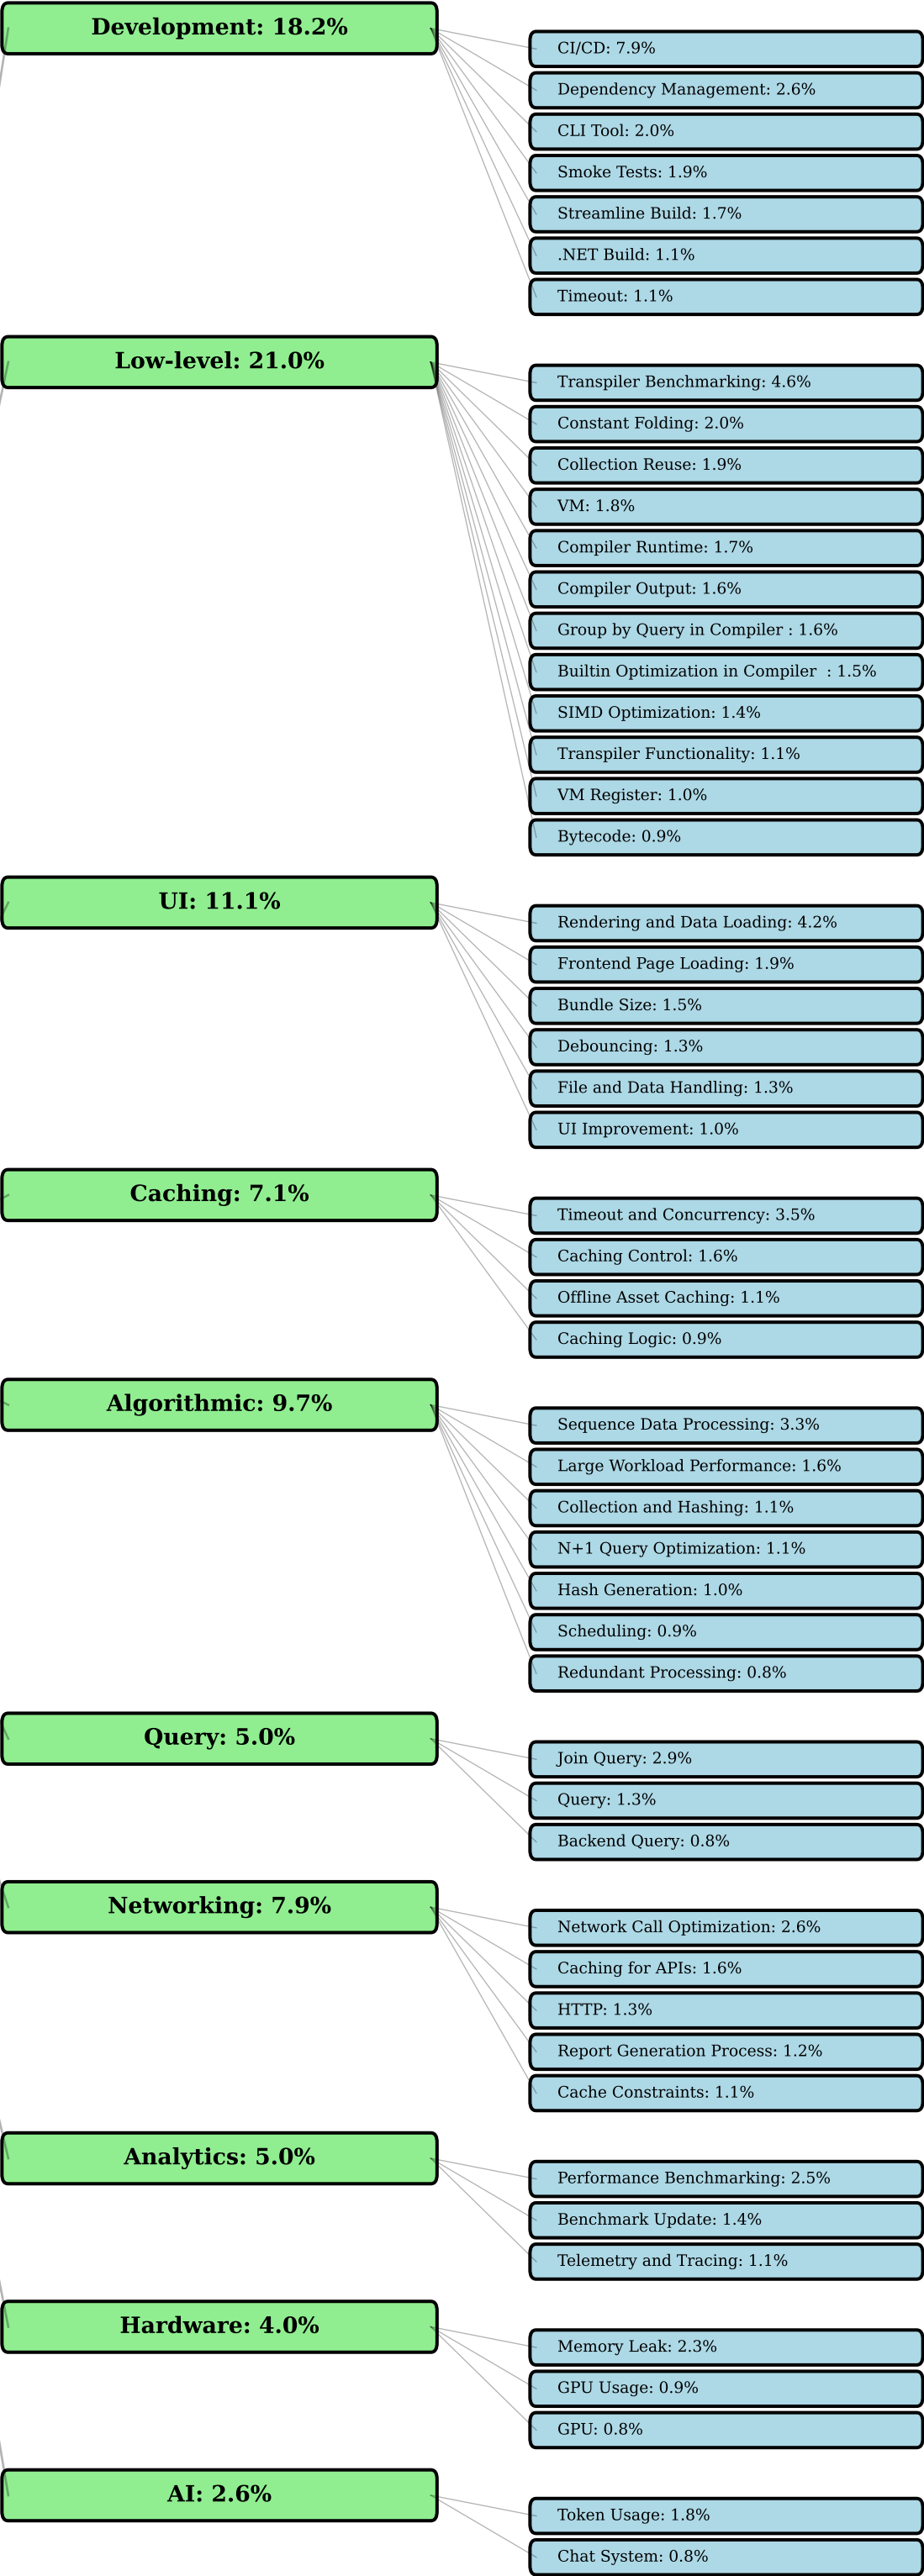 Development: 18.2%
CI/CD: 7.9%
Dependency Management: 2.6%
CLI Tool: 2.0%
Smoke Tests: 1.9%
Streamline Build: 1.7%
.NET Build: 1.1%
Timeout: 1.1%
Low-level: 21.0%
Transpiler Benchmarking: 4.6%
Constant Folding: 2.0%
Collection Reuse: 1.9%
VM: 1.8%
Compiler Runtime: 1.7%
Compiler Output: 1.6%
Group by Query in Compiler : 1.6%
Builtin Optimization in Compiler  : 1.5%
SIMD Optimization: 1.4%
Transpiler Functionality: 1.1%
VM Register: 1.0%
Bytecode: 0.9%
UI: 11.1%
Rendering and Data Loading: 4.2%
Frontend Page Loading: 1.9%
Bundle Size: 1.5%
Debouncing: 1.3%
File and Data Handling: 1.3%
UI Improvement: 1.0%
Caching: 7.1%
Timeout and Concurrency: 3.5%
Caching Control: 1.6%
Offline Asset Caching: 1.1%
Caching Logic: 0.9%
Algorithmic: 9.7%
Sequence Data Processing: 3.3%
Large Workload Performance: 1.6%
Collection and Hashing: 1.1%
N+1 Query Optimization: 1.1%
Hash Generation: 1.0%
Scheduling: 0.9%
Redundant Processing: 0.8%
Query: 5.0%
Join Query: 2.9%
Query: 1.3%
Backend Query: 0.8%
Networking: 7.9%
Network Call Optimization: 2.6%
Caching for APIs: 1.6%
HTTP: 1.3%
Report Generation Process: 1.2%
Cache Constraints: 1.1%
Analytics: 5.0%
Performance Benchmarking: 2.5%
Benchmark Update: 1.4%
Telemetry and Tracing: 1.1%
Hardware: 4.0%
Memory Leak: 2.3%
GPU Usage: 0.9%
GPU: 0.8%
AI: 2.6%
Token Usage: 1.8%
Chat System: 0.8%